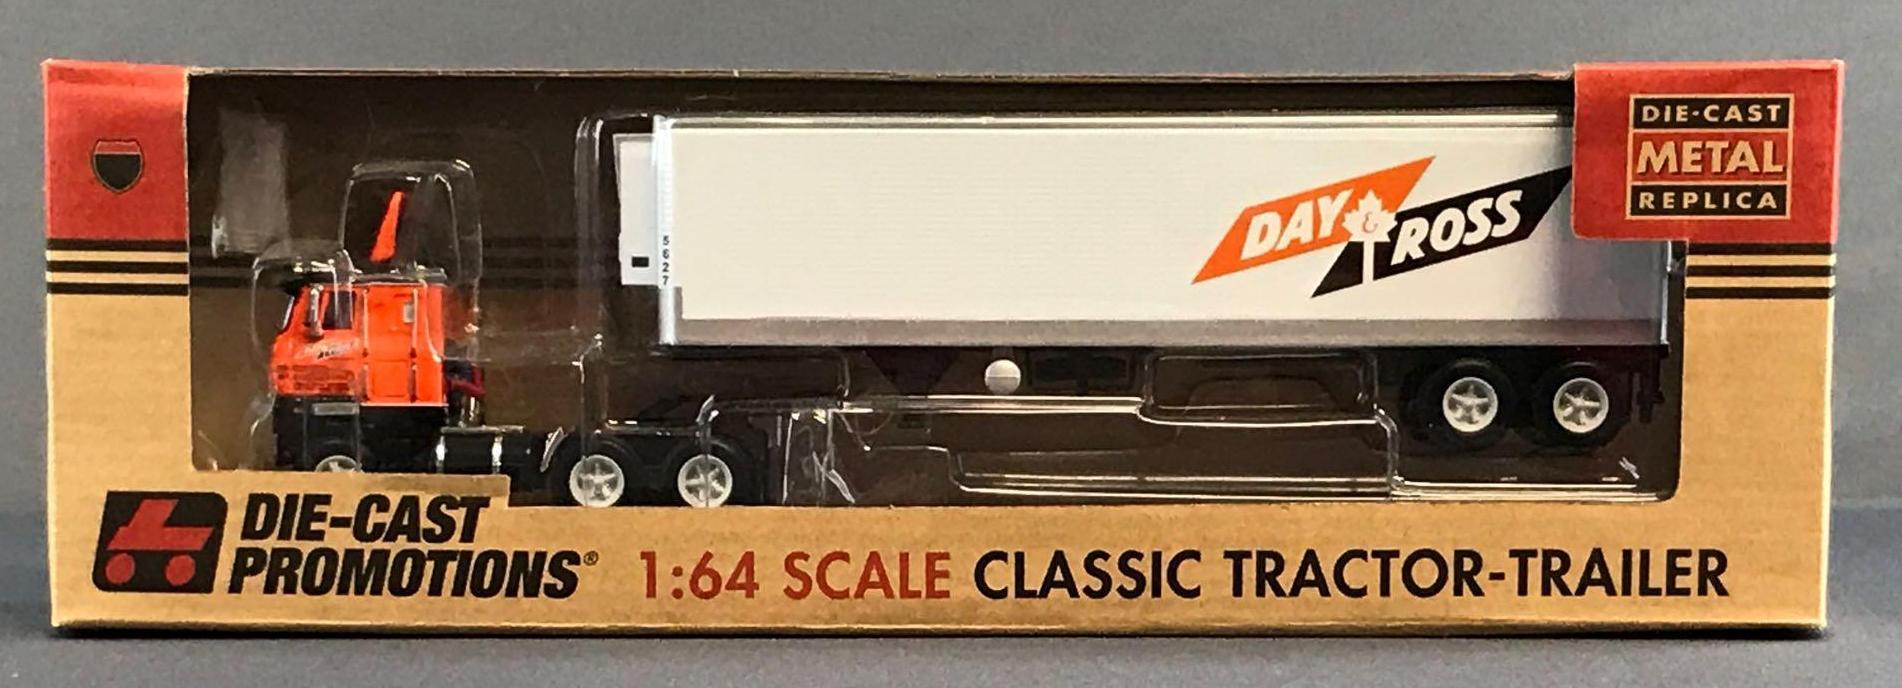 DIE-CAST
METAL
REPLICA
DAY & ROSS
5627
DIE-CAST
PROMOTIONS®
1:64 SCALE CLASSIC TRACTOR-TRAILER